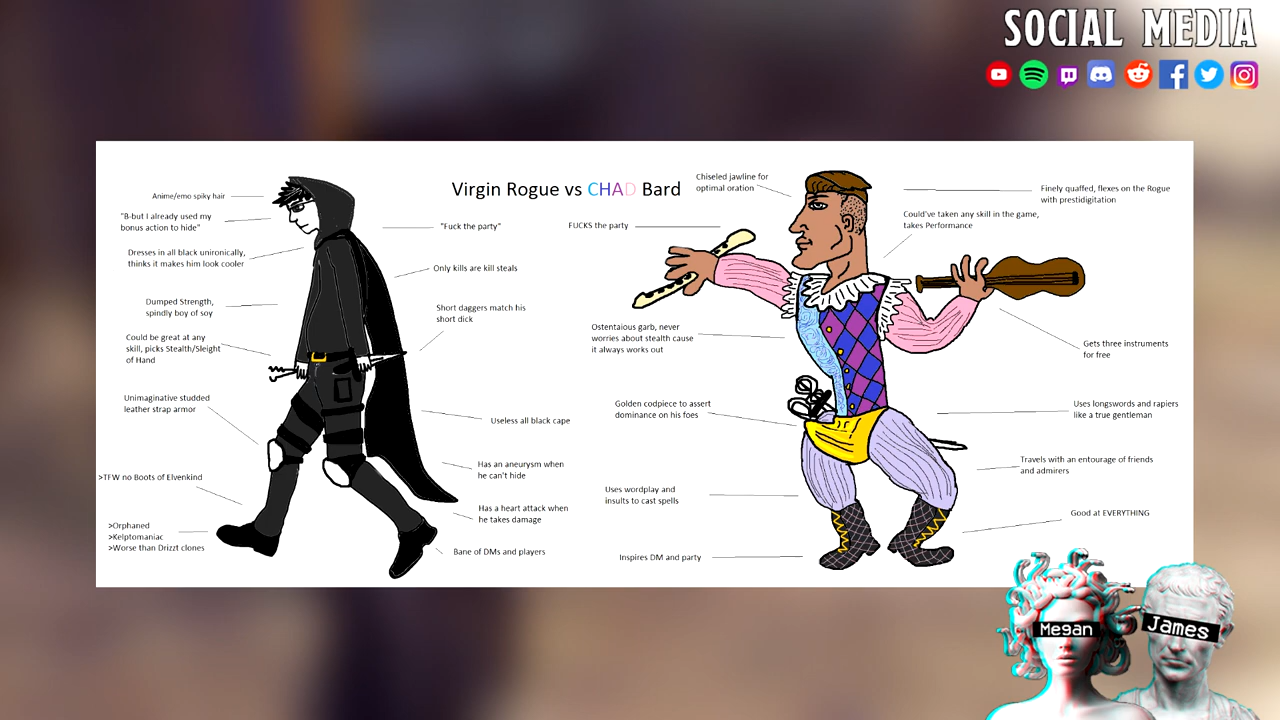 SOCIAL MEDIA
Virgin Rogue vs CHAD Bard
Anime/emo spiky hair
"B-but I already used my
bonus action to hide"
Dresses in all black unironically,
thinks it makes him look cooler
Dumped Strength,
spindly boy of soy
Could be great at any
skill, picks Stealth/Sleight
of Hand
Unimaginative studded
leather strap armor
>TFW no Boots of Elvenkind
>Orphaned
>Kelptomaniac
>Worse than Drizzt clones
"Fuck the party"
Only kills are kill steals
Short daggers match his
short dick
Useless all black cape
Has an aneurysm when
he can't hide
Has a heart attack when
he takes damage
Bane of DMs and players
Chiseled jawline for
optimal oration
FUCKS the party
Ostentaious garb, never
worries about stealth cause
it always works out
Golden codpiece to assert
dominance on his foes
Uses wordplay and
insults to cast spells
Inspires DM and party
Finely quaffed, flexes on the Rogue
with prestidigitation
Could've taken any skill in the game,
takes Performance
Gets three instruments
for free
Uses longswords and rapiers
like a true gentleman
Travels with an entourage of friends
and admirers
Good at EVERYTHING
Megan
James